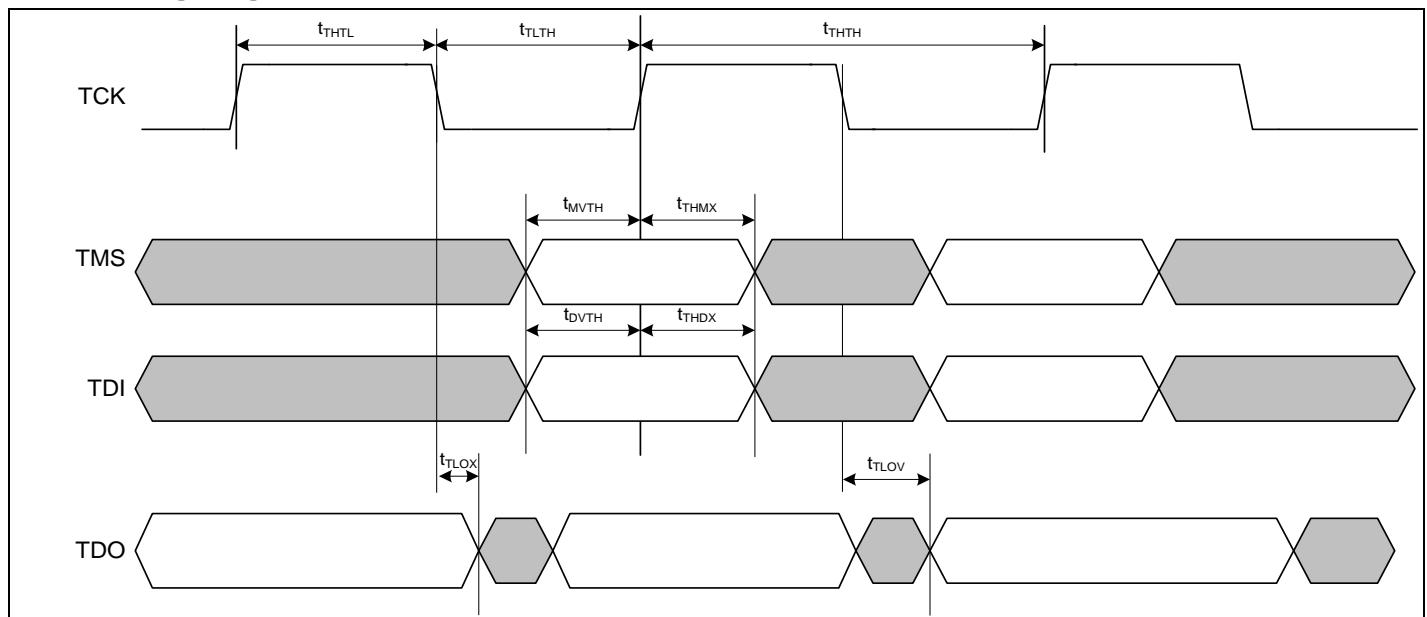 tTHTL tTLTH tTHTH
TCK
tMVTH tTHMX
TMS
tDVTH tTHDX
TDI
tTLOX tTLOV
TDO